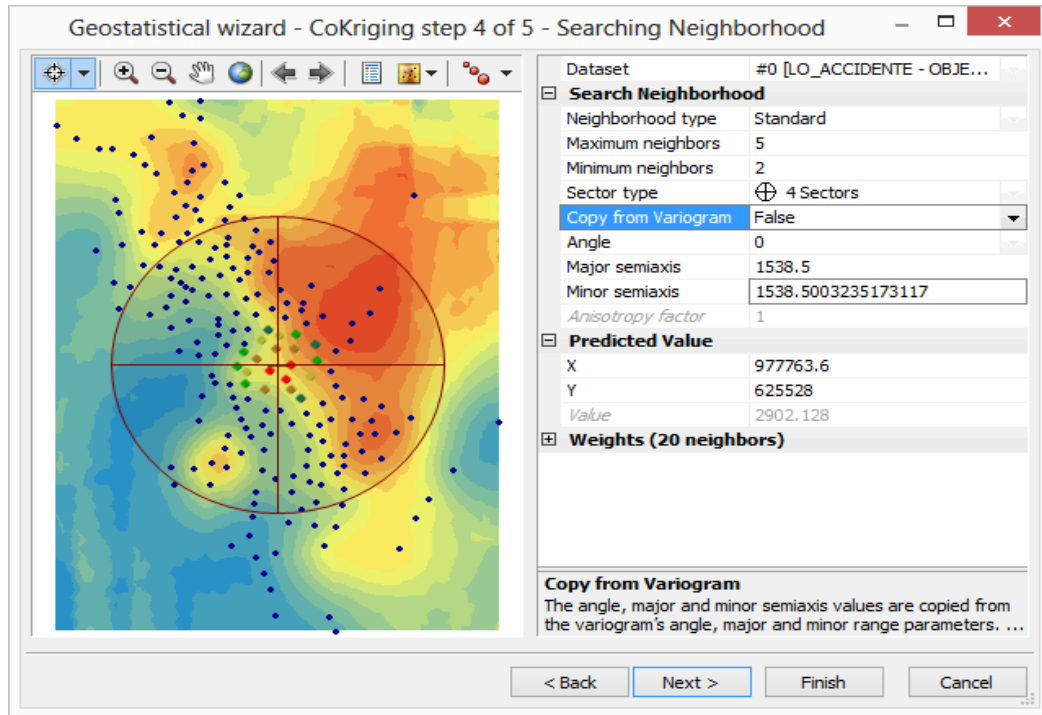 Geostatistical wizard - CoKriging step 4 of 5 - Searching Neighborhood
Dataset #0 [LO_ACCIDENTE - OBJE...
Search Neighborhood
Neighborhood type Standard
Maximum neighbors 5
Minimum neighbors 2
Sector type 4 Sectors
Copy from Variogram False
Angle 0
Major semiaxis 1538.5
Minor semiaxis 1538.5003235173117
Anisotropy factor 1
Predicted Value
X 977763.6
Y 625528
Value 2902.128
Weights (20 neighbors)
Copy from Variogram
The angle, major and minor semiaxis values are copied from
the variogram's angle, major and minor range parameters. ...
< Back Next > Finish Cancel